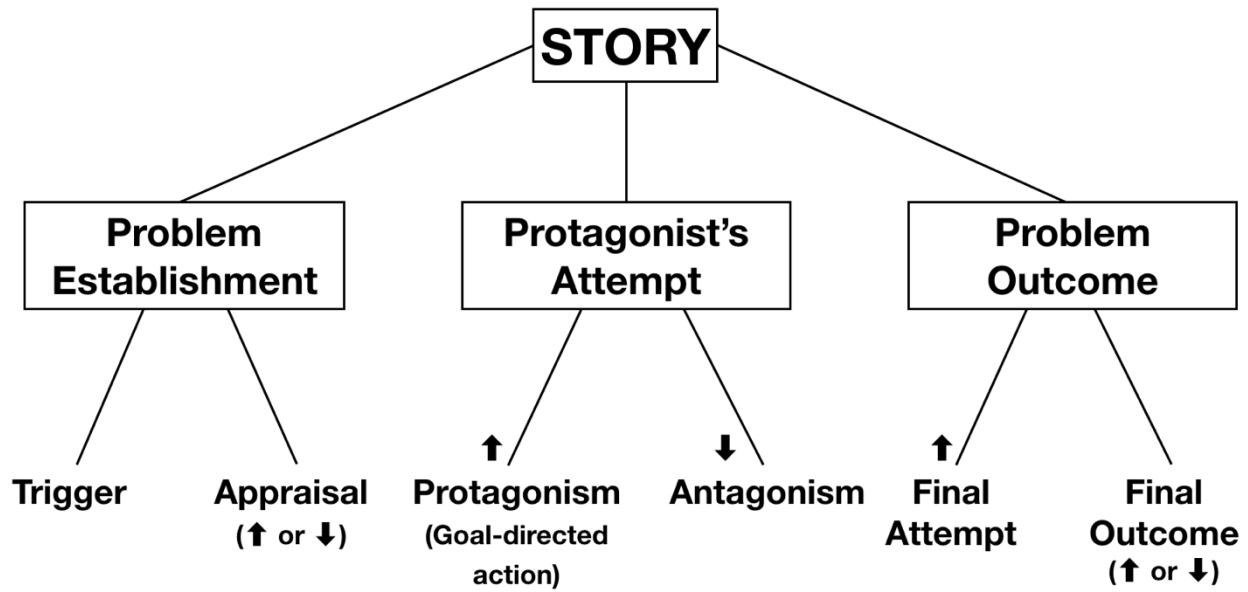 STORY
Problem
Establishment
Protagonist's
Attempt
Problem
Outcome
Trigger
Appraisal
(⬆ or ⬇)
⬆
Protagonism
(Goal-directed
action)
⬇
Antagonism
⬆
Final
Attempt
Final
Outcome
(⬆ or ⬇)